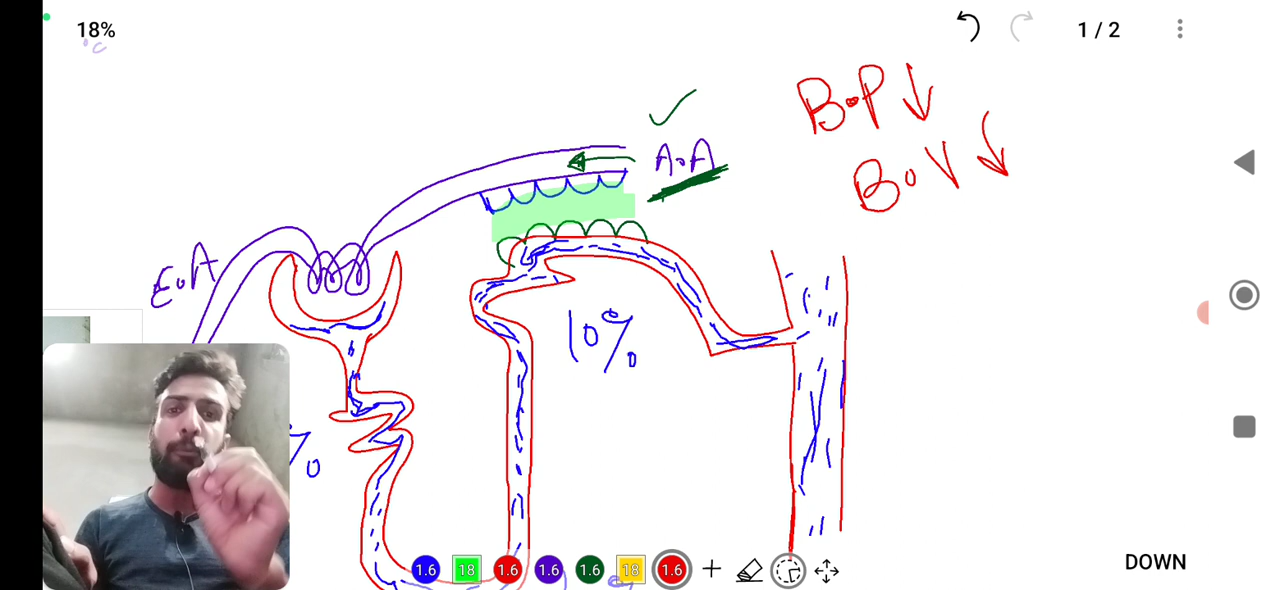 18%
°C
1 / 2
B.P ↓
B.V ↓
✓
A.A
E.A
10%
%
1.6 18 1.6 1.6 1.6 18 1.6
DOWN